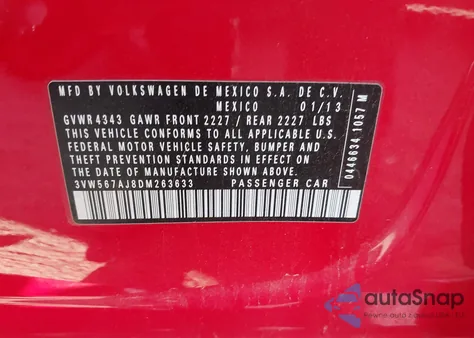 MFD BY VOLKSWAGEN DE MEXICO S.A. DE C.V.
MEXICO 01/13
GVWR 4343 GAWR FRONT 2227 / REAR 2227 LBS
THIS VEHICLE CONFORMS TO ALL APPLICABLE U.S.
FEDERAL MOTOR VEHICLE SAFETY, BUMPER AND
THEFT PREVENTION STANDARDS IN EFFECT ON
THE DATE OF MANUFACTURE SHOWN ABOVE.
3VW567AJ8DM263633 PASSENGER CAR
0446634 1057 M
autoSnap